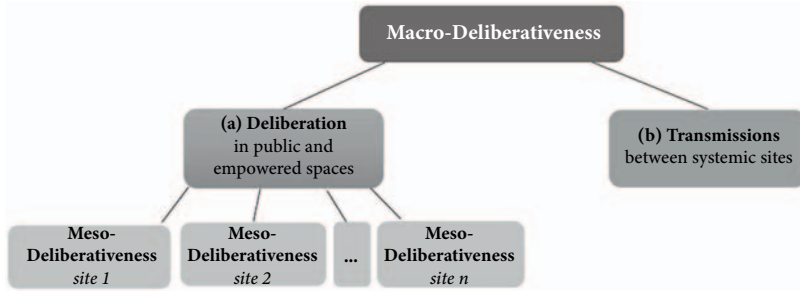 Macro-Deliberativeness
(a) Deliberation
in public and
empowered spaces
(b) Transmissions
between systemic sites
Meso-
Deliberativeness
site 1
Meso-
Deliberativeness
site 2
...
Meso-
Deliberativeness
site n